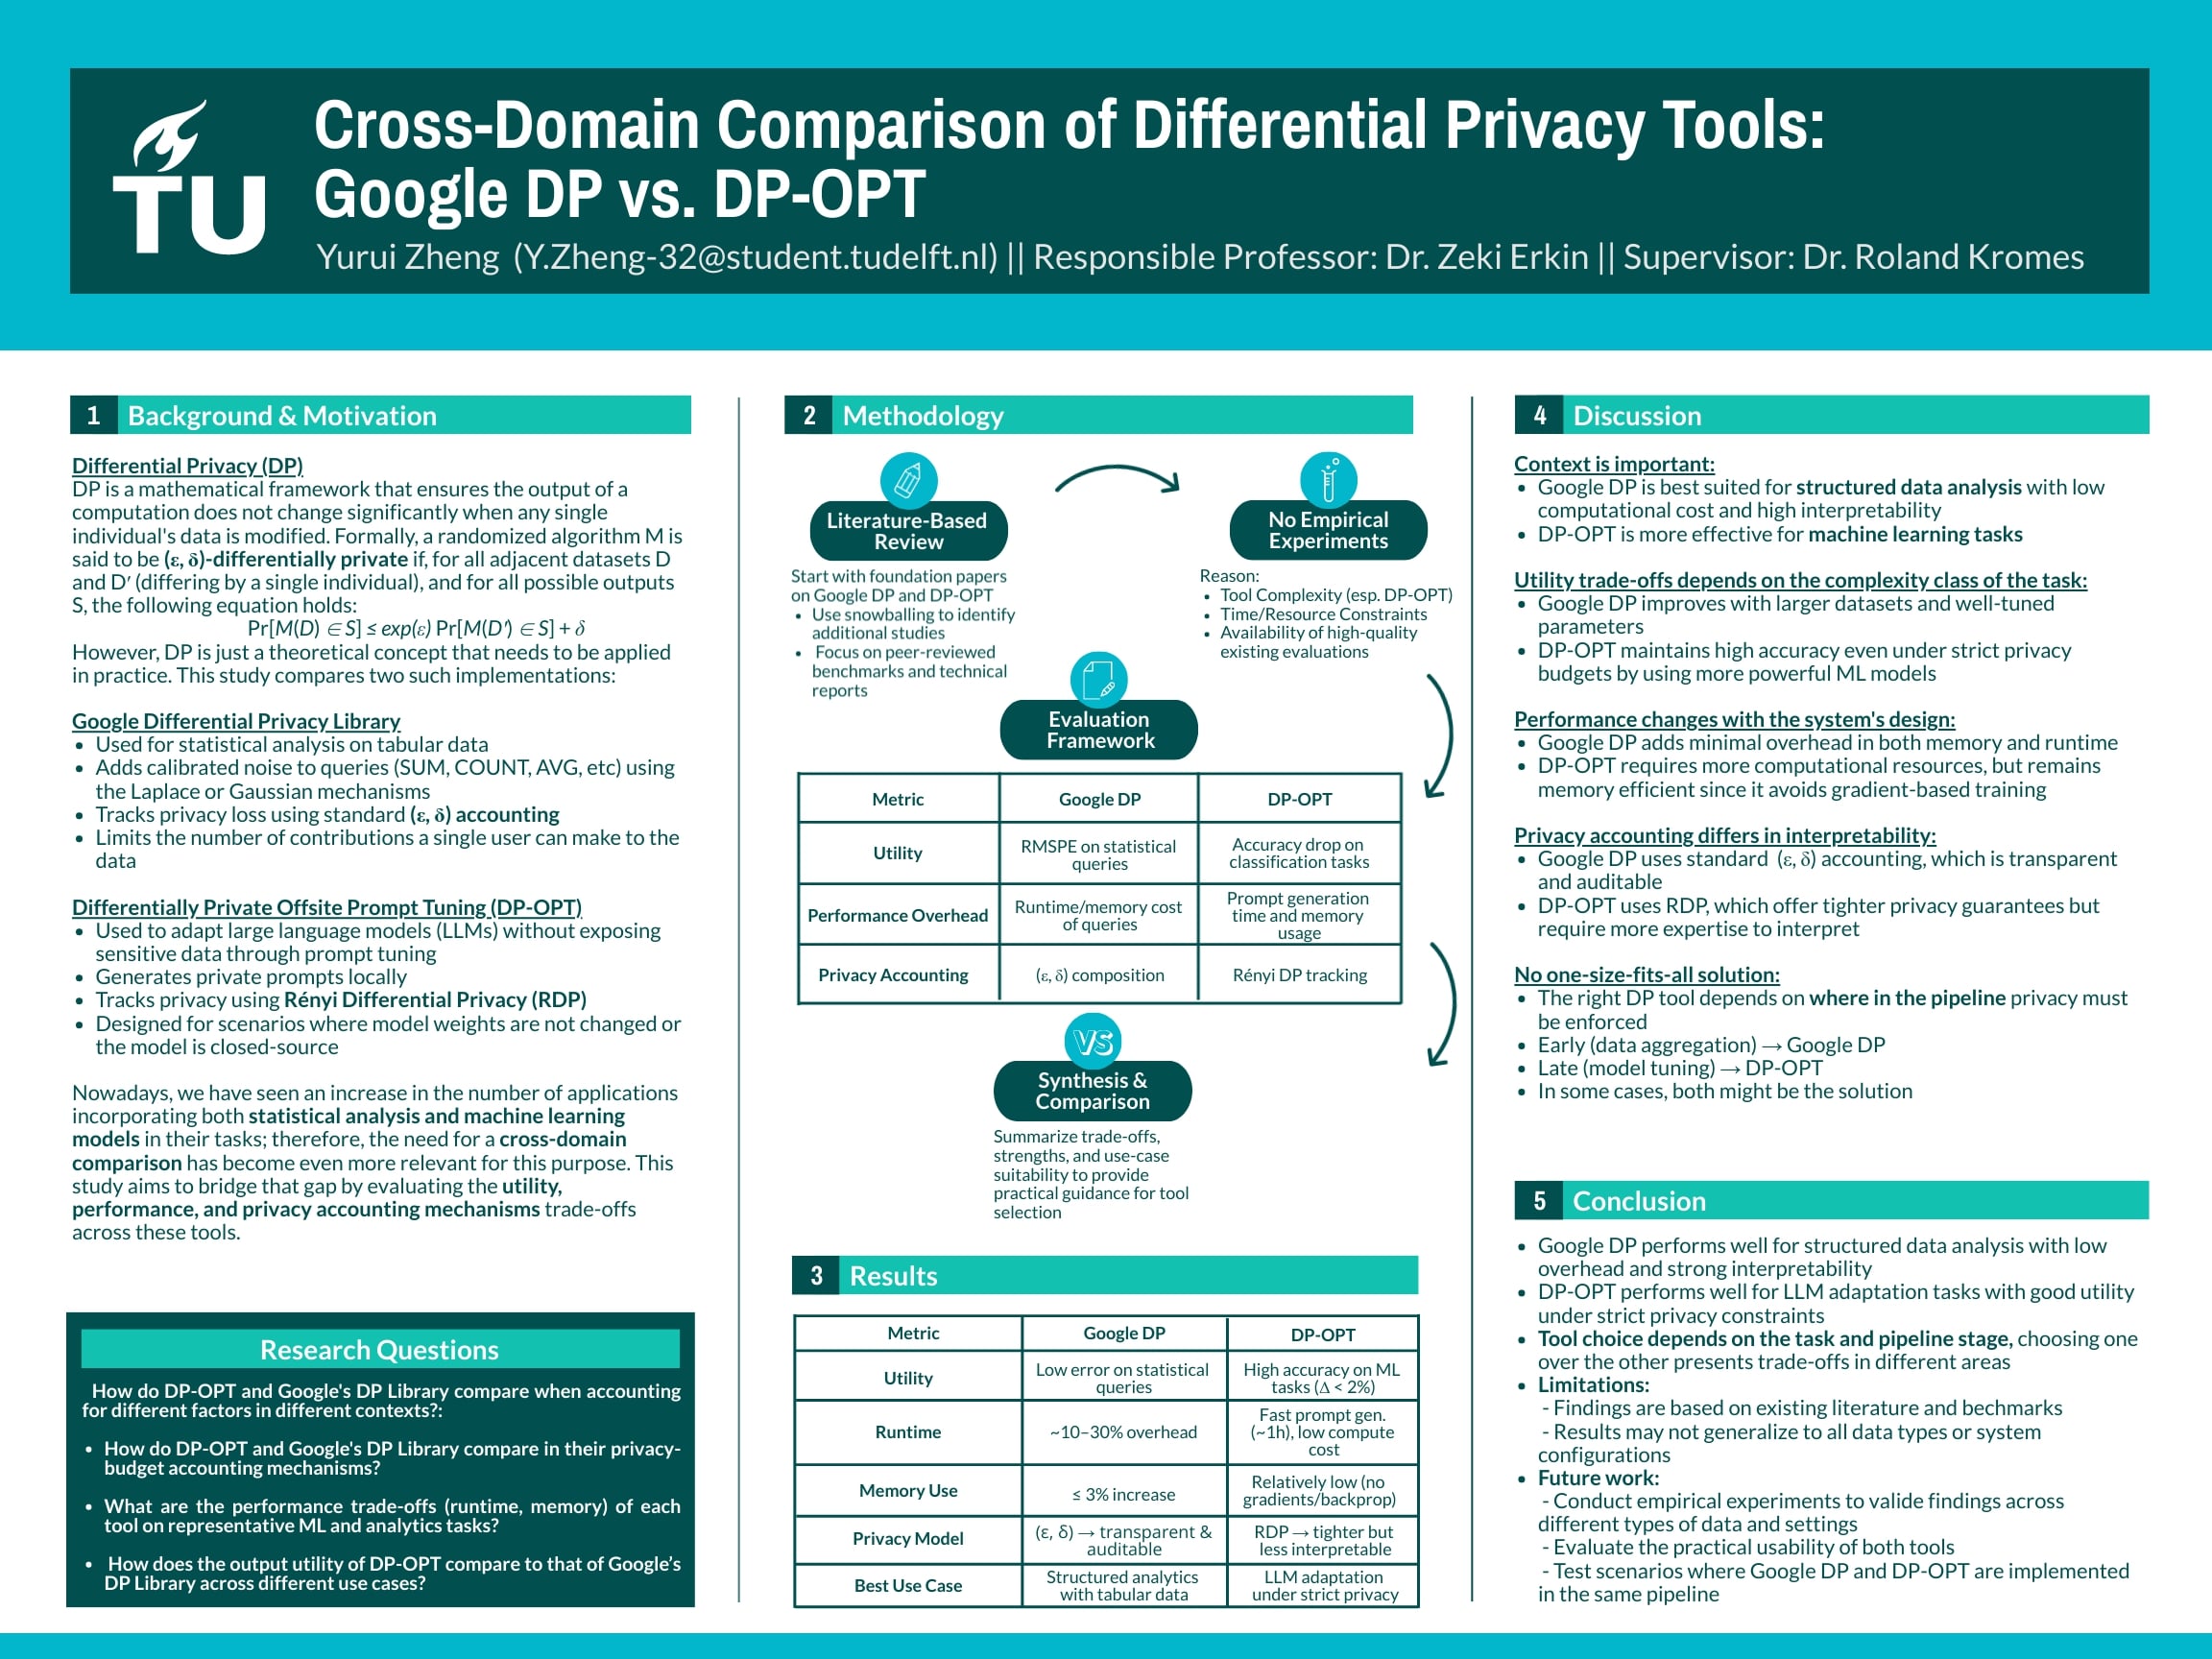 TU
Cross-Domain Comparison of Differential Privacy Tools:
Google DP vs. DP-OPT
Yurui Zheng (Y.Zheng-32@student.tudelft.nl) || Responsible Professor: Dr. Zeki Erkin || Supervisor: Dr. Roland Kromes
1 Background & Motivation
Differential Privacy (DP)
DP is a mathematical framework that ensures the output of a
computation does not change significantly when any single
individual's data is modified. Formally, a randomized algorithm M is
said to be (ε, δ)-differentially private if, for all adjacent datasets D
and D′ (differing by a single individual), and for all possible outputs
S, the following equation holds:
Pr[M(D) ∈ S] ≤ exp(ε) Pr[M(D′) ∈ S] + δ
However, DP is just a theoretical concept that needs to be applied
in practice. This study compares two such implementations:
Google Differential Privacy Library
• Used for statistical analysis on tabular data
• Adds calibrated noise to queries (SUM, COUNT, AVG, etc) using
the Laplace or Gaussian mechanisms
• Tracks privacy loss using standard (ε, δ) accounting
• Limits the number of contributions a single user can make to the
data
Differentially Private Offsite Prompt Tuning (DP-OPT)
• Used to adapt large language models (LLMs) without exposing
sensitive data through prompt tuning
• Generates private prompts locally
• Tracks privacy using Rényi Differential Privacy (RDP)
• Designed for scenarios where model weights are not changed or
the model is closed-source
Nowadays, we have seen an increase in the number of applications
incorporating both statistical analysis and machine learning
models in their tasks; therefore, the need for a cross-domain
comparison has become even more relevant for this purpose. This
study aims to bridge that gap by evaluating the utility,
performance, and privacy accounting mechanisms trade-offs
across these tools.
Research Questions
How do DP-OPT and Google's DP Library compare when accounting
for different factors in different contexts?:
• How do DP-OPT and Google's DP Library compare in their privacy-
budget accounting mechanisms?
• What are the performance trade-offs (runtime, memory) of each
tool on representative ML and analytics tasks?
• How does the output utility of DP-OPT compare to that of Google’s
DP Library across different use cases?
2 Methodology
Literature-Based
Review
Start with foundation papers
on Google DP and DP-OPT
• Use snowballing to identify
additional studies
• Focus on peer-reviewed
benchmarks and technical
reports
No Empirical
Experiments
Reason:
• Tool Complexity (esp. DP-OPT)
• Time/Resource Constraints
• Availability of high-quality
existing evaluations
Evaluation
Framework
Metric Google DP DP-OPT
Utility
RMSPE on statistical
queries
Accuracy drop on
classification tasks
Performance Overhead
Runtime/memory cost
of queries
Prompt generation
time and memory
usage
Privacy Accounting (ε, δ) composition Rényi DP tracking
VS
Synthesis &
Comparison
Summarize trade-offs,
strengths, and use-case
suitability to provide
practical guidance for tool
selection
3 Results
Metric Google DP DP-OPT
Utility
Low error on statistical
queries
High accuracy on ML
tasks (Δ < 2%)
Runtime
~10–30% overhead
Fast prompt gen.
(~1h), low compute
cost
Memory Use
≤ 3% increase
Relatively low (no
gradients/backprop)
Privacy Model
(ε, δ) → transparent &
auditable
RDP → tighter but
less interpretable
Best Use Case
Structured analytics
with tabular data
LLM adaptation
under strict privacy
4 Discussion
Context is important:
• Google DP is best suited for structured data analysis with low
computational cost and high interpretability
• DP-OPT is more effective for machine learning tasks
Utility trade-offs depends on the complexity class of the task:
• Google DP improves with larger datasets and well-tuned
parameters
• DP-OPT maintains high accuracy even under strict privacy
budgets by using more powerful ML models
Performance changes with the system's design:
• Google DP adds minimal overhead in both memory and runtime
• DP-OPT requires more computational resources, but remains
memory efficient since it avoids gradient-based training
Privacy accounting differs in interpretability:
• Google DP uses standard (ε, δ) accounting, which is transparent
and auditable
• DP-OPT uses RDP, which offer tighter privacy guarantees but
require more expertise to interpret
No one-size-fits-all solution:
• The right DP tool depends on where in the pipeline privacy must
be enforced
• Early (data aggregation) → Google DP
• Late (model tuning) → DP-OPT
• In some cases, both might be the solution
5 Conclusion
• Google DP performs well for structured data analysis with low
overhead and strong interpretability
• DP-OPT performs well for LLM adaptation tasks with good utility
under strict privacy constraints
• Tool choice depends on the task and pipeline stage, choosing one
over the other presents trade-offs in different areas
• Limitations:
- Findings are based on existing literature and bechmarks
- Results may not generalize to all data types or system
configurations
• Future work:
- Conduct empirical experiments to valide findings across
different types of data and settings
- Evaluate the practical usability of both tools
- Test scenarios where Google DP and DP-OPT are implemented
in the same pipeline